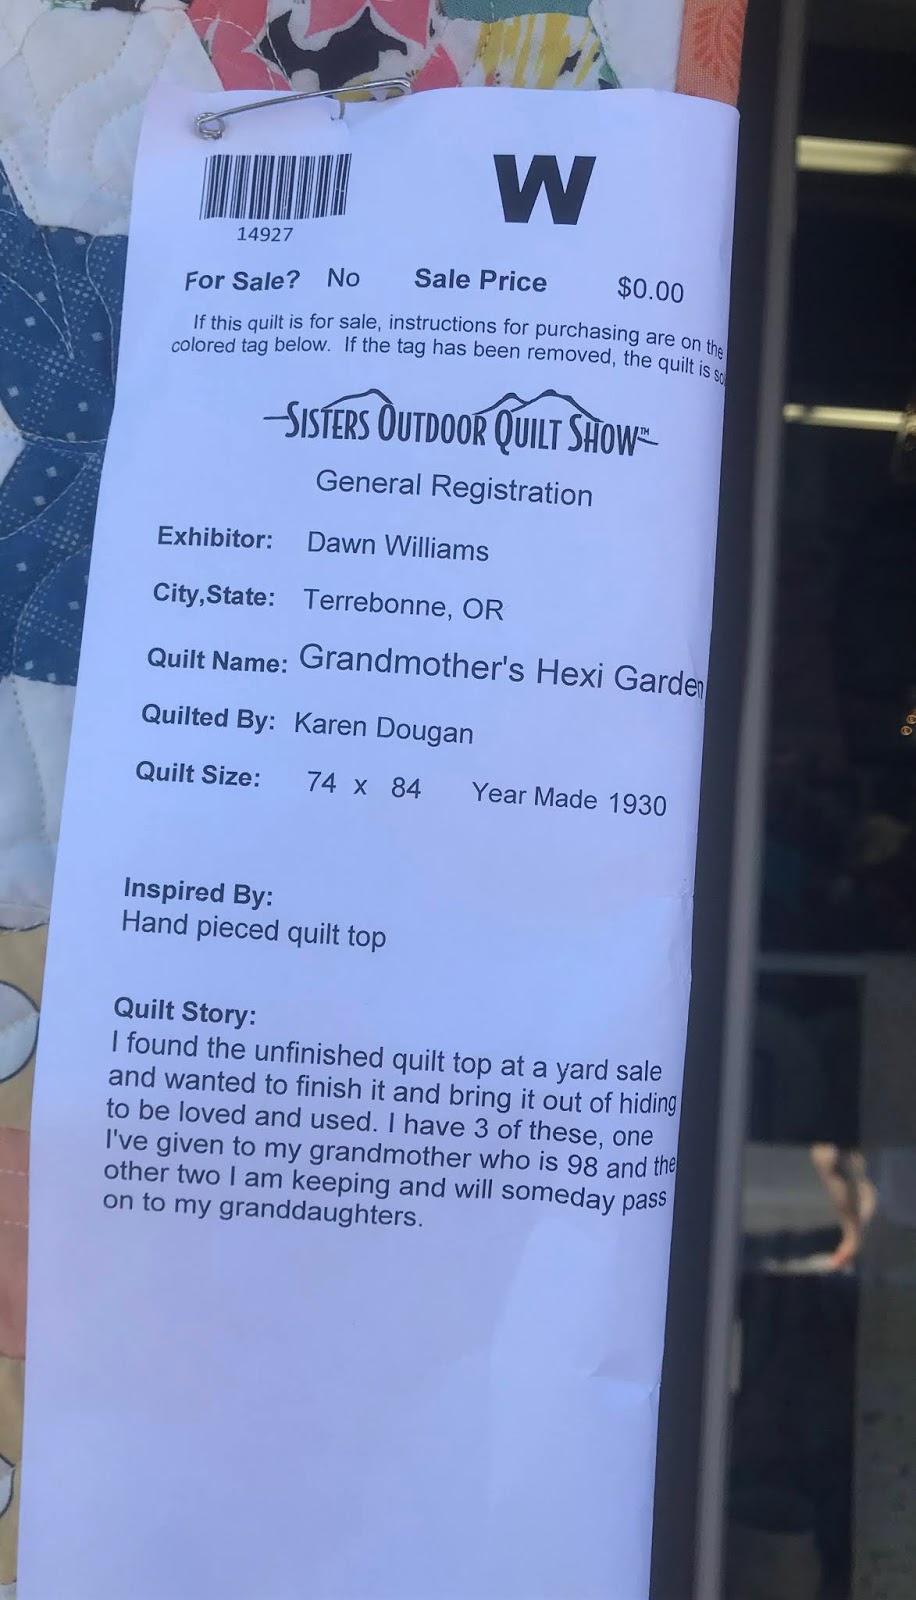 W
14927
For Sale? No Sale Price $0.00
If this quilt is for sale, instructions for purchasing are on the
colored tag below. If the tag has been removed, the quilt is
SISTERS OUTDOOR QUILT SHOW™
General Registration
Exhibitor: Dawn Williams
City,State: Terrebonne, OR
Quilt Name: Grandmother's Hexi Garden
Quilted By: Karen Dougan
Quilt Size: 74 x 84 Year Made 1930
Inspired By:
Hand pieced quilt top
Quilt Story:
I found the unfinished quilt top at a yard sale
and wanted to finish it and bring it out of hiding
to be loved and used. I have 3 of these, one
I've given to my grandmother who is 98 and the
other two I am keeping and will someday pass
on to my granddaughters.